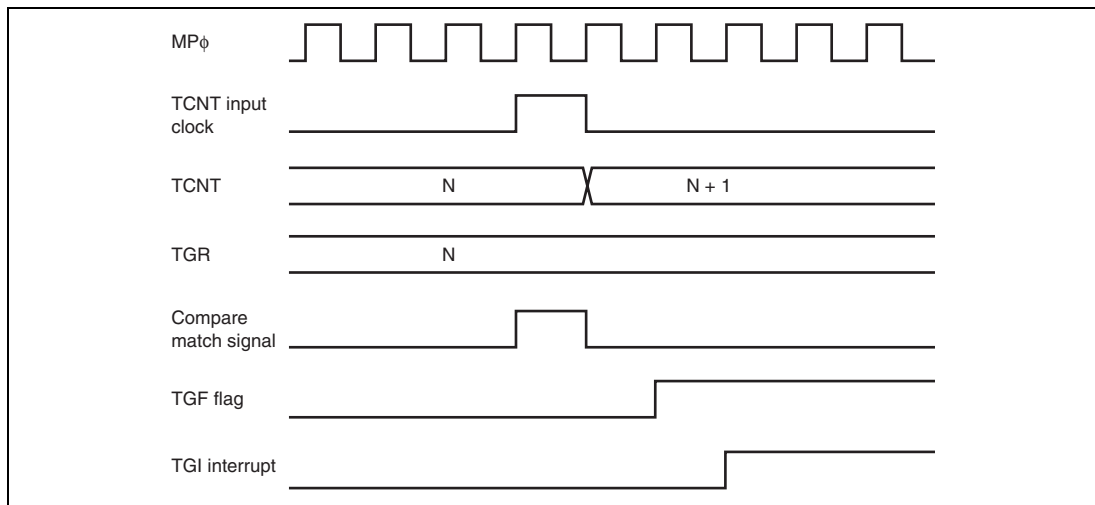 MPϕ
TCNT input
clock
TCNT
N
N + 1
TGR
N
Compare
match signal
TGF flag
TGI interrupt